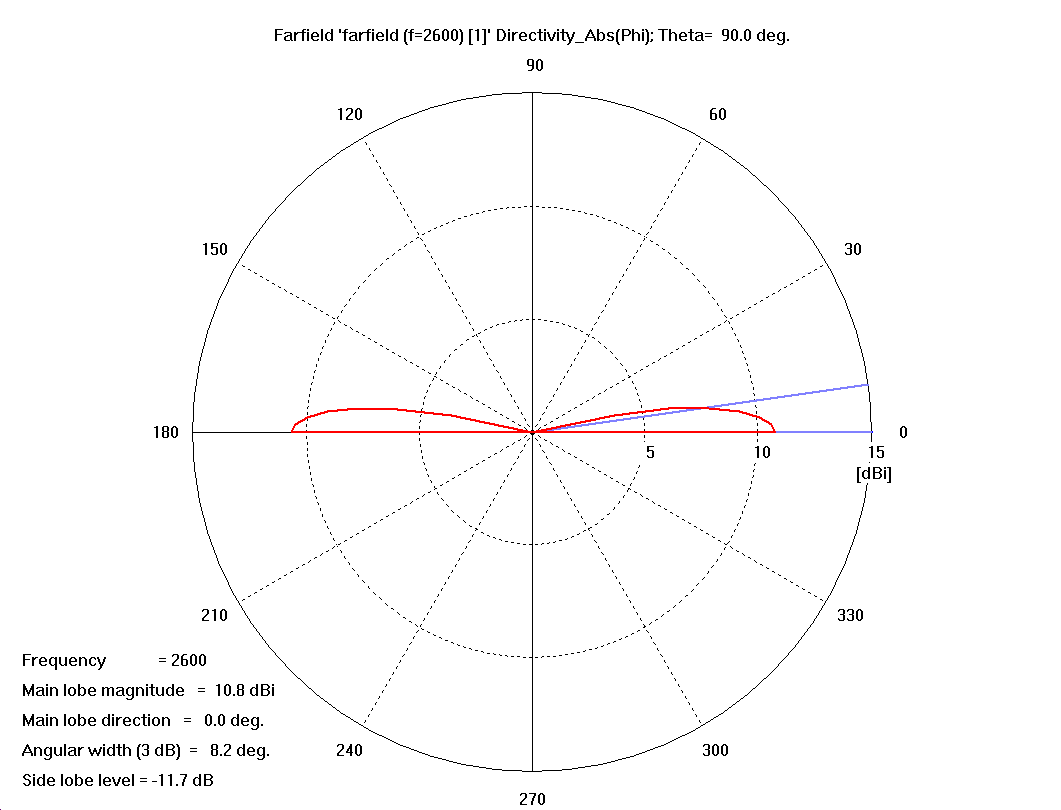 Farfield 'farfield (f=2600) [1]' Directivity_Abs(Phi); Theta= 90.0 deg.
90
120
60
150
30
180
0
5
10
15
[dBi]
210
330
240
300
270
Frequency = 2600
Main lobe magnitude = 10.8 dBi
Main lobe direction = 0.0 deg.
Angular width (3 dB) = 8.2 deg.
Side lobe level = -11.7 dB